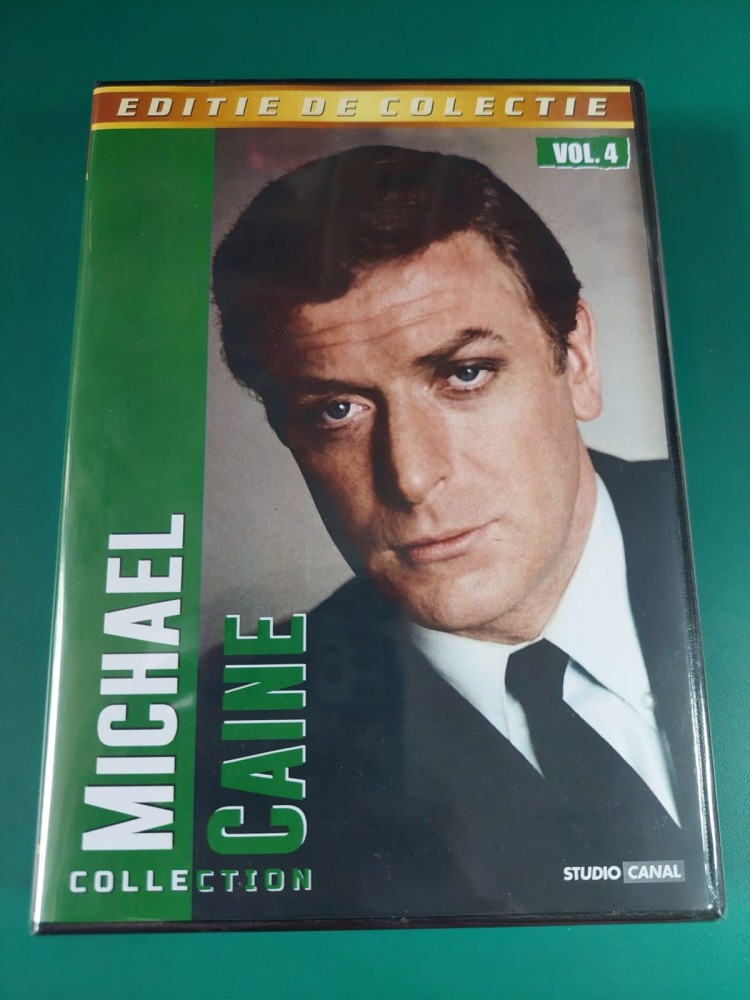 EDITIE DE COLECTIE
VOL. 4
MICHAEL
CAINE
COLLECTION
STUDIO CANAL